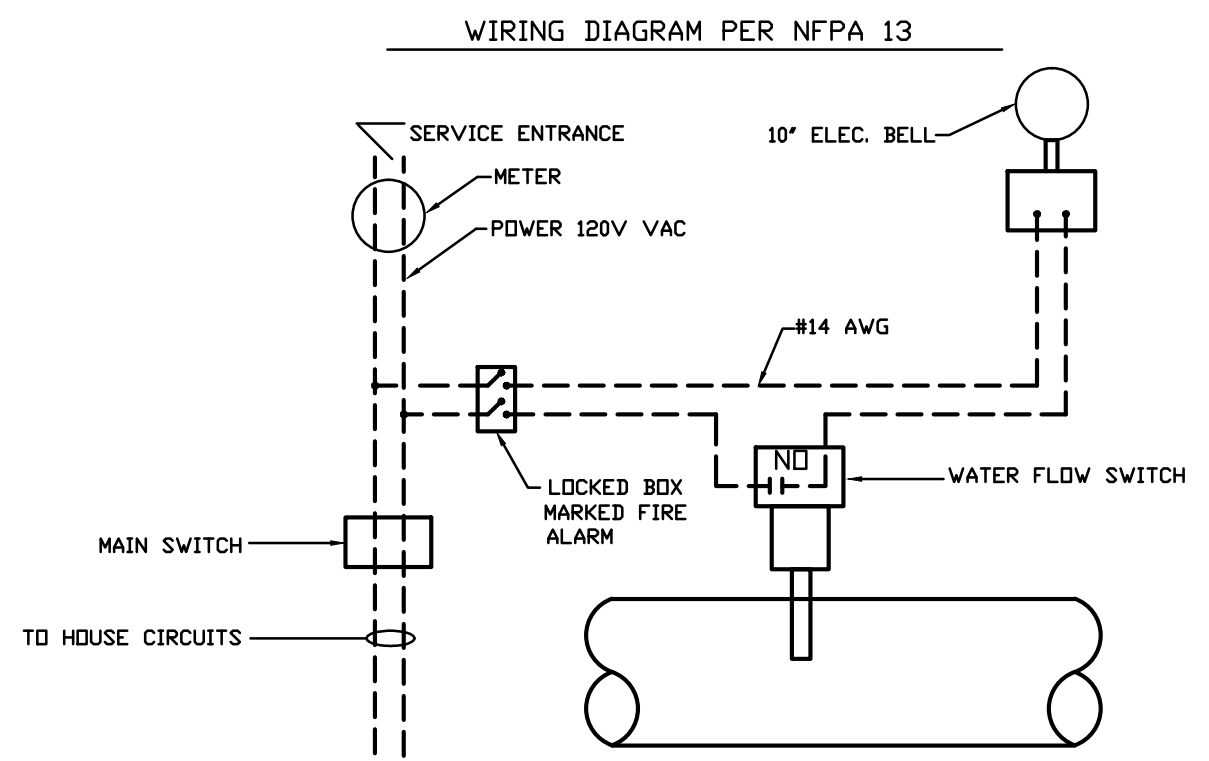 WIRING DIAGRAM PER NFPA 13
SERVICE ENTRANCE
10" ELEC. BELL
METER
POWER 120V VAC
#14 AWG
NO
WATER FLOW SWITCH
LOCKED BOX
MARKED FIRE
ALARM
MAIN SWITCH
TO HOUSE CIRCUITS